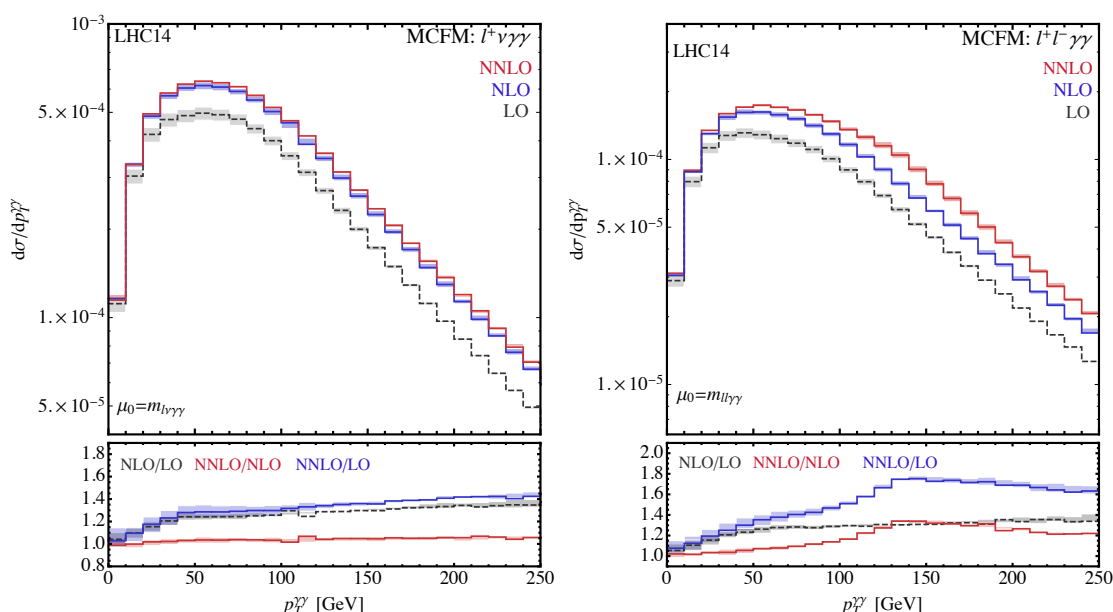 LHC14
MCFM: l⁺νγγ
NNLO
NLO
LO
10⁻³
5.×10⁻⁴
1.×10⁻⁴
5.×10⁻⁵
dσ/dp_T^γγ
μ₀=m_lνγγ
NLO/LO NNLO/NLO NNLO/LO
1.8
1.6
1.4
1.2
1.0
0.8
0 50 100 150 200 250
p_T^γγ [GeV]
LHC14
MCFM: l⁺l⁻γγ
NNLO
NLO
LO
1.×10⁻⁴
5.×10⁻⁵
1.×10⁻⁵
dσ/dp_T^γγ
μ₀=m_llγγ
NLO/LO NNLO/NLO NNLO/LO
2.0
1.8
1.6
1.4
1.2
1.0
0 50 100 150 200 250
p_T^γγ [GeV]